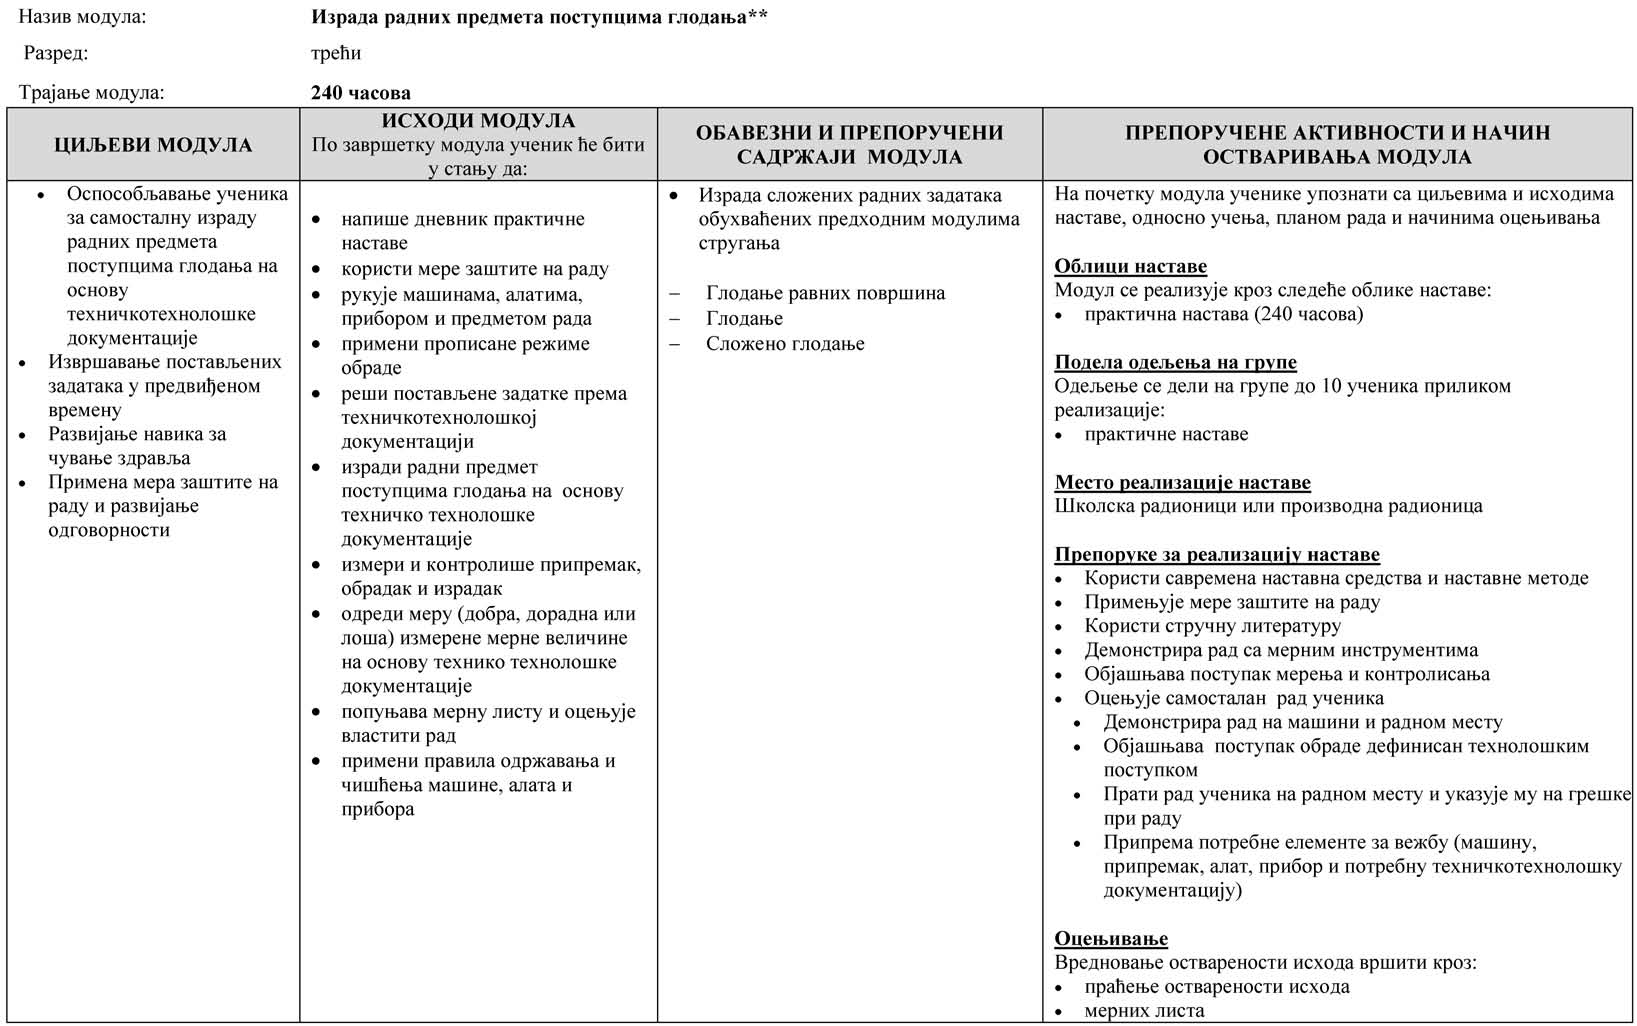 Назив модула: Израда радних предмета поступцима глодања**
Разред: трећи
Трајање модула: 240 часова
ЦИЉЕВИ МОДУЛА
ИСХОДИ МОДУЛА
По завршетку модула ученик ће бити
у стању да:
ОБАВЕЗНИ И ПРЕПОРУЧЕНИ
САДРЖАЈИ МОДУЛА
ПРЕПОРУЧЕНЕ АКТИВНОСТИ И НАЧИН
ОСТВАРИВАЊА МОДУЛА
• Оспособљавање ученика
за самосталну израду
радних предмета
поступцима глодања на
основу
техничкотехнолошке
документације
• Извршавање постављених
задатака у предвиђеном
времену
• Развијање навика за
чување здравља
• Примена мера заштите на
раду и развијање
одговорности
• напише дневник практичне
наставе
• користи мере заштите на раду
• рукује машинама, алатима,
прибором и предметом рада
• примени прописане режиме
обраде
• реши постављене задатке према
техничкотехнолошкој
документацији
• изради радни предмет
поступцима глодања на основу
техничко технолошке
документације
• измери и контролише припремак,
обрадак и израдак
• одреди меру (добра, дорадна или
лоша) измерене мерне величине
на основу технико технолошке
документације
• попуњава мерну листу и оцењује
властити рад
• примени правила одржавања и
чишћења машине, алата и
прибора
• Израда сложених радних задатака
обухваћених предходним модулима
стругања
– Глодање равних површина
– Глодање
– Сложено глодање
На почетку модула ученике упознати са циљевима и исходима
наставе, односно учења, планом рада и начинима оцењивања
Облици наставе
Модул се реализује кроз следеће облике наставе:
• практична настава (240 часова)
Подела одељења на групе
Одељење се дели на групе до 10 ученика приликом
реализације:
• практичне наставе
Место реализације наставе
Школска радионици или производна радионица
Препоруке за реализацију наставе
• Користи савремена наставна средства и наставне методе
• Примењује мере заштите на раду
• Користи стручну литературу
• Демонстрира рад са мерним инструментима
• Објашњава поступак мерења и контролисања
• Оцењује самосталан рад ученика
• Демонстрира рад на машини и радном месту
• Објашњава поступак обраде дефинисан технолошким
поступком
• Прати рад ученика на радном месту и указује му на грешке
при раду
• Припрема потребне елементе за вежбу (машину,
припремак, алат, прибор и потребну техничкотехнолошку
документацију)
Оцењивање
Вредновање остварености исхода вршити кроз:
• праћење остварености исхода
• мерних листа